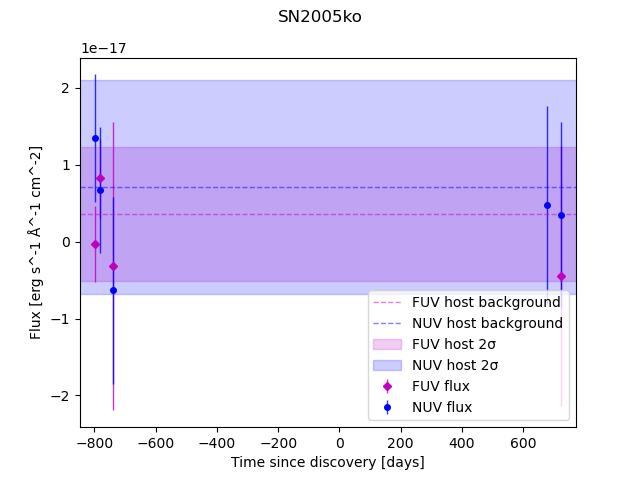 SN2005ko
1e−17
2
1
0
−1
−2
Flux [erg s^-1 Å^-1 cm^-2]
−800
−600
−400
−200
0
200
400
600
Time since discovery [days]
FUV host background
NUV host background
FUV host 2σ
NUV host 2σ
FUV flux
NUV flux